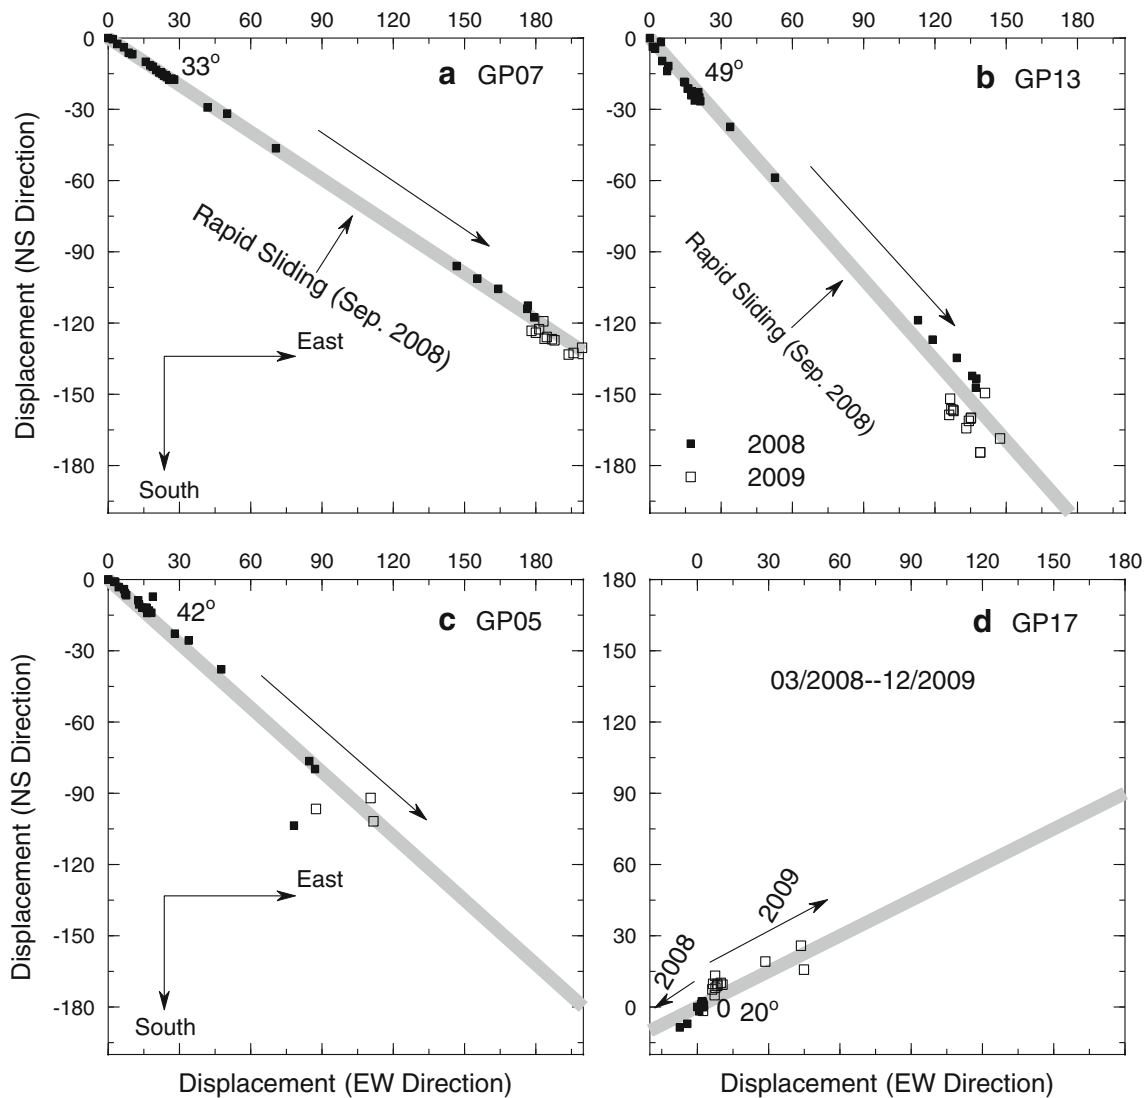 0 30 60 90 120 150 180
0 30 60 90 120 150 180
0
-30
-60
-90
-120
-150
-180
Displacement (NS Direction)
33°
a GP07
Rapid Sliding (Sep. 2008)
East
South
0
-30
-60
-90
-120
-150
-180
49°
b GP13
Rapid Sliding (Sep. 2008)
2008
2009
0 30 60 90 120 150 180
0 30 60 90 120 150 180
0
-30
-60
-90
-120
-150
-180
Displacement (NS Direction)
42°
c GP05
East
South
Displacement (EW Direction)
180
150
120
90
60
30
0
d GP17
03/2008--12/2009
2009
2008
0 20°
Displacement (EW Direction)